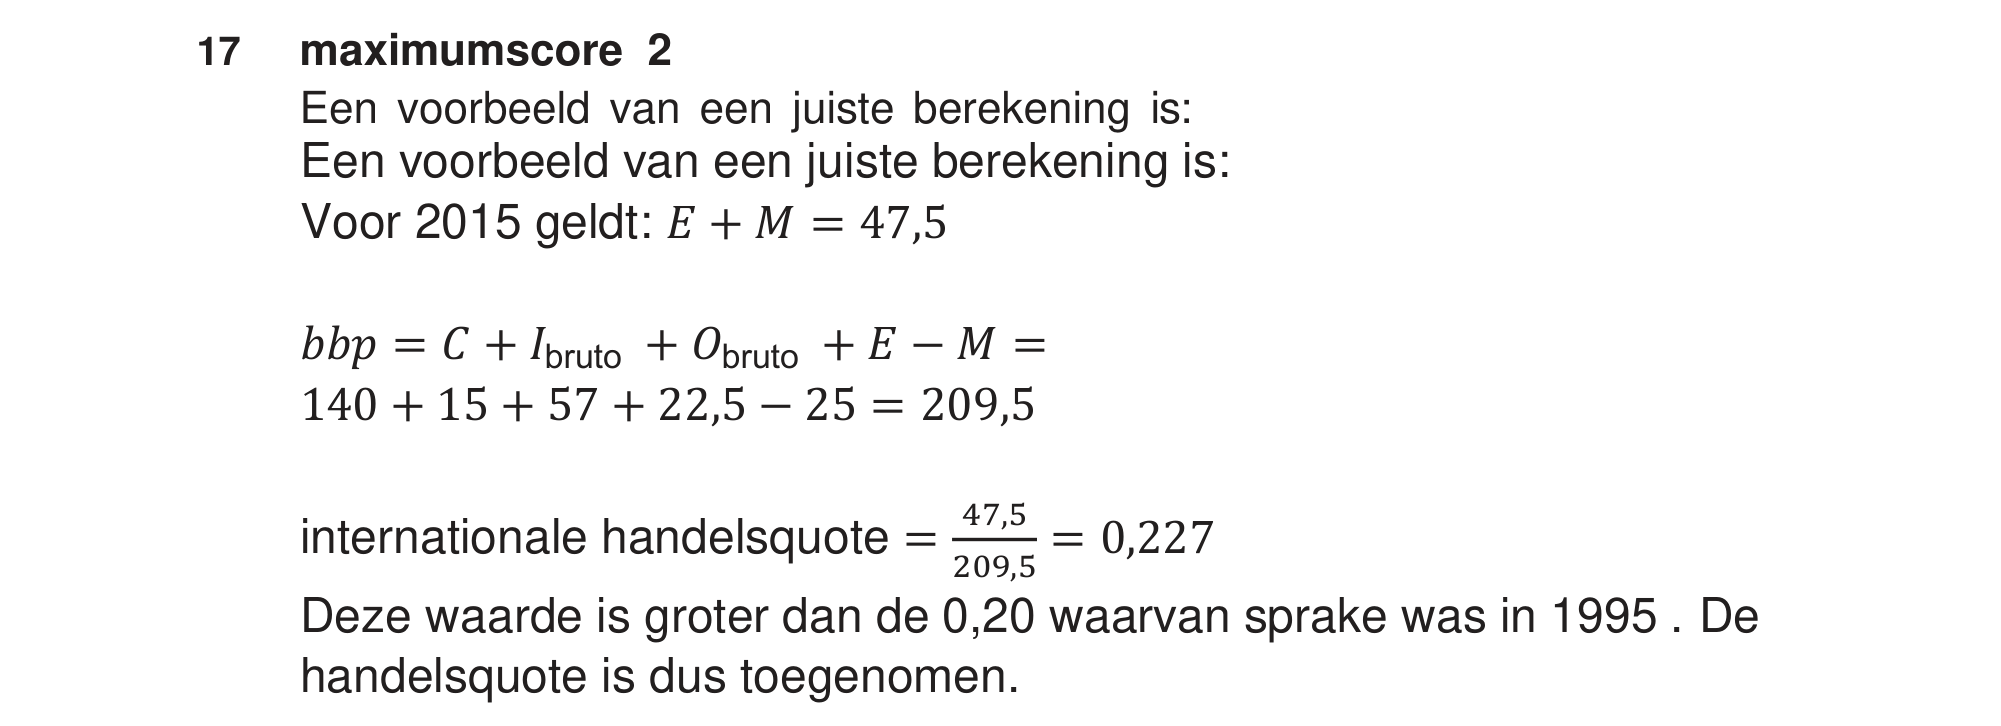 17 maximumscore 2
Een voorbeeld van een juiste berekening is:
Een voorbeeld van een juiste berekening is:
Voor 2015 geldt: E + M = 47,5
bbp = C + I_bruto + O_bruto + E − M =
140 + 15 + 57 + 22,5 − 25 = 209,5
internationale handelsquote = 47,5/209,5 = 0,227
Deze waarde is groter dan de 0,20 waarvan sprake was in 1995 . De
handelsquote is dus toegenomen.